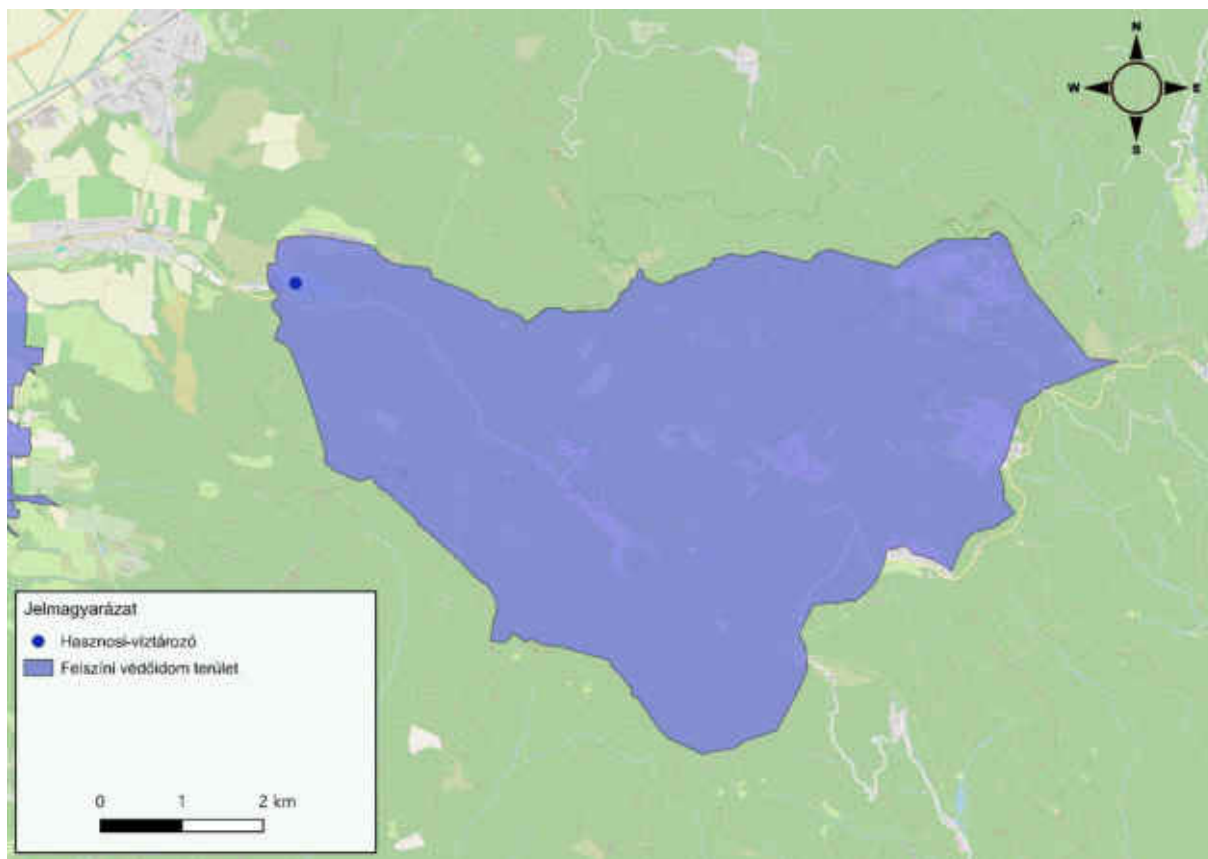 N
W E
S
Jelmagyarázat
Hasznosi-víztározó
Felszíni védőidom terület
0 1 2 km